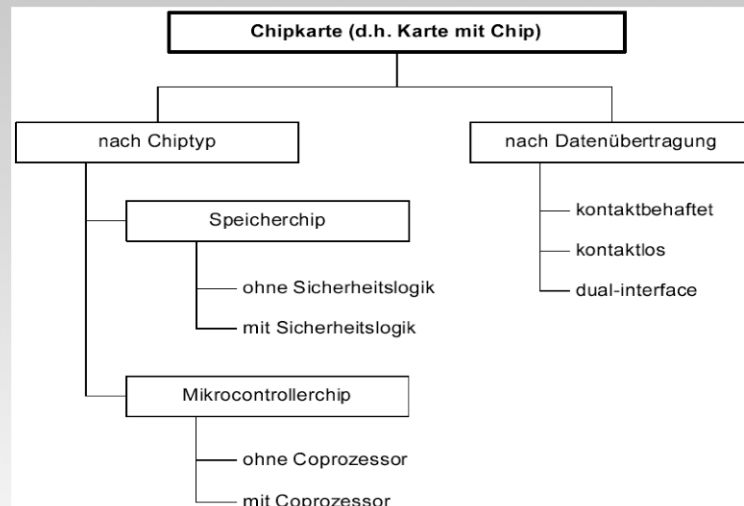 Chipkarte (d.h. Karte mit Chip)
nach Chiptyp
nach Datenübertragung
Speicherchip
kontaktbehaftet
kontaktlos
dual-interface
ohne Sicherheitslogik
mit Sicherheitslogik
Mikrocontrollerchip
ohne Coprozessor
mit Coprozessor